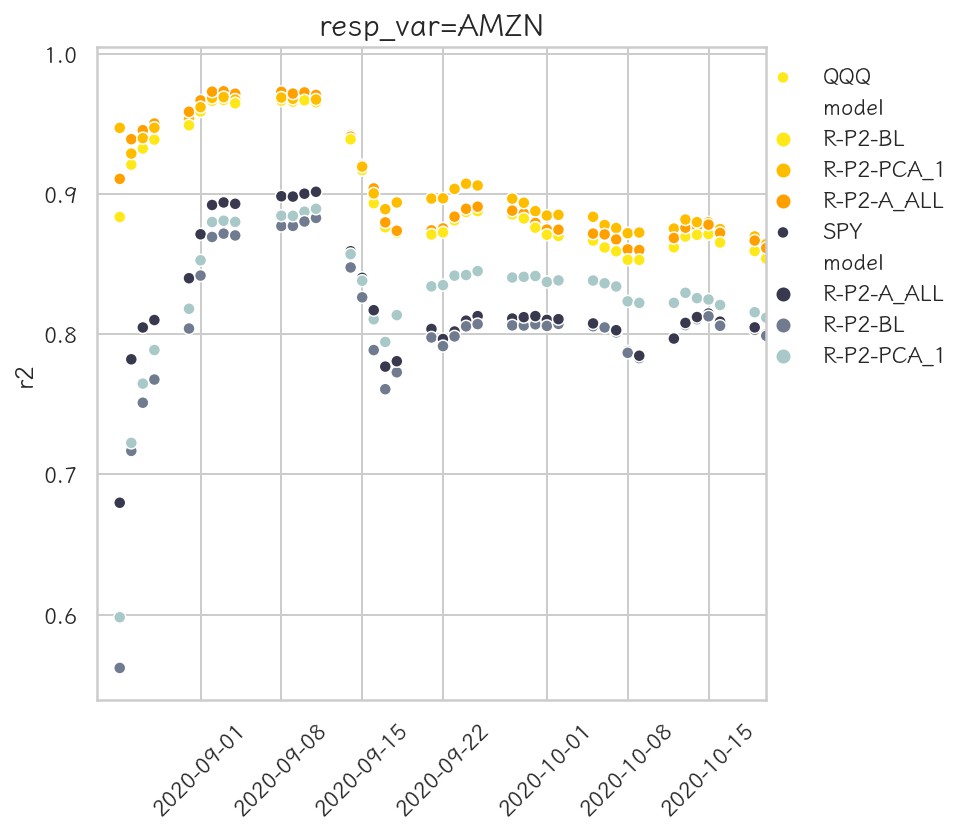 resp_var=AMZN
1.0
0.9
0.8
0.7
0.6
r2
2020-09-01
2020-09-08
2020-09-15
2020-09-22
2020-10-01
2020-10-08
2020-10-15
QQQ
model
R-P2-BL
R-P2-PCA_1
R-P2-A_ALL
SPY
model
R-P2-A_ALL
R-P2-BL
R-P2-PCA_1